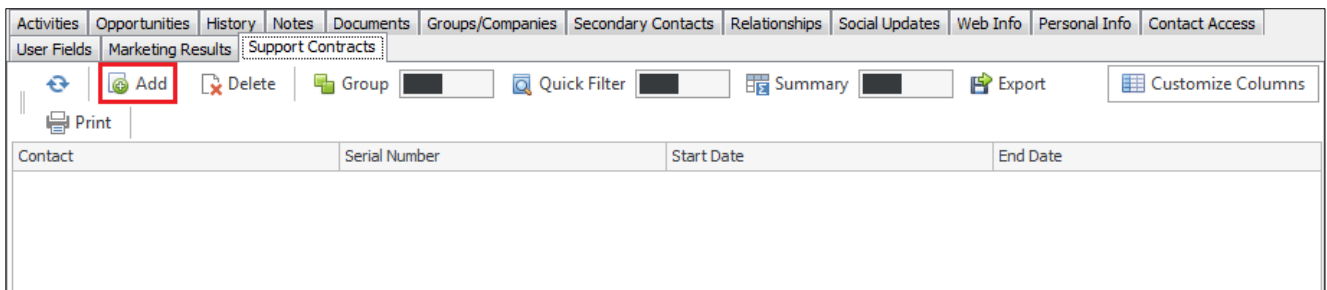 Activities Opportunities History Notes Documents Groups/Companies Secondary Contacts Relationships Social Updates Web Info Personal Info Contact Access
User Fields Marketing Results Support Contracts
Add Delete Group Quick Filter Summary Export Customize Columns
Print
Contact Serial Number Start Date End Date